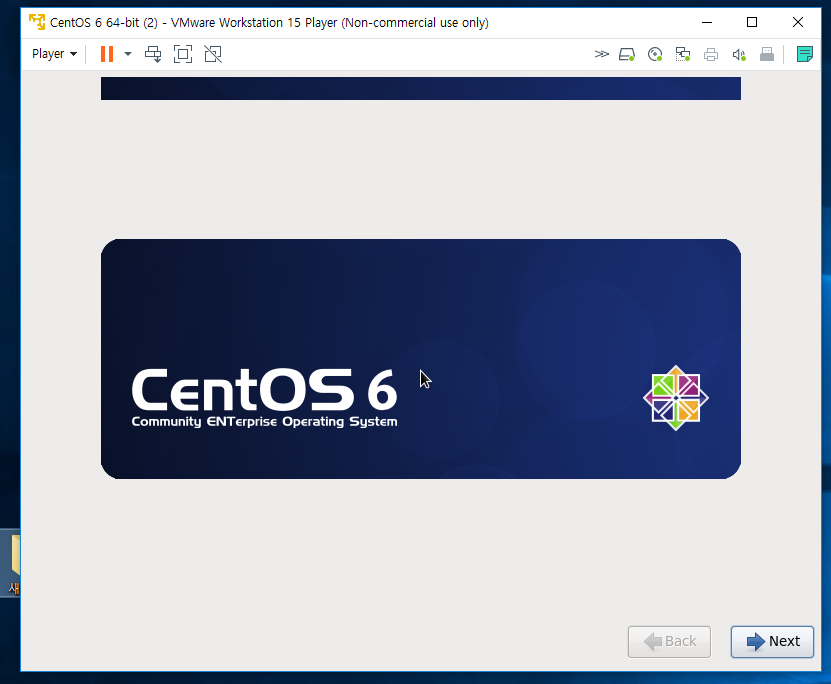 CentOS 6 64-bit (2) - VMware Workstation 15 Player (Non-commercial use only)
Player
CentOS 6
Community ENTerprise Operating System
새
Back
Next